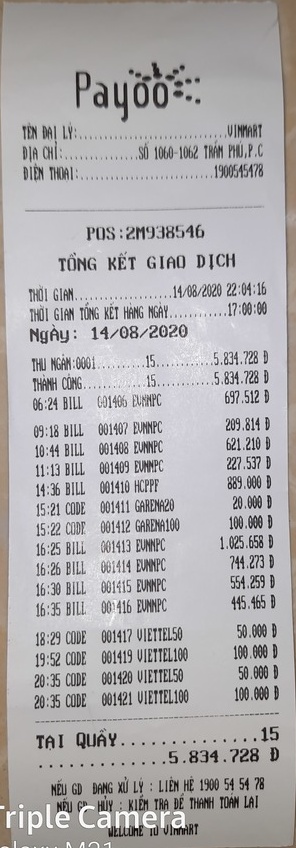 Payoo
TÊN ĐẠI LÝ:..............................VINMART
ĐỊA CHỈ:...............SỐ 1060-1062 TRẦN PHÚ,P.C
ĐIỆN THOẠI:...........................1900545478
POS:2M938546
TỔNG KẾT GIAO DỊCH
THỜI GIAN...................14/08/2020 22:04:16
THỜI GIAN TỔNG KẾT HÀNG NGÀY...........17:00:00
Ngày: 14/08/2020
THU NGÂN:0001..........15...........5.834.728 Đ
THÀNH CÔNG.............15...........5.834.728 Đ
06:24 BILL 001406 EVNNPC 697.512 Đ
09:18 BILL 001407 EVNNPC 209.814 Đ
10:44 BILL 001408 EVNNPC 621.210 Đ
11:13 BILL 001409 EVNNPC 227.537 Đ
14:36 BILL 001410 HCPPF 889.000 Đ
15:21 CODE 001411 GARENA20 20.000 Đ
15:22 CODE 001412 GARENA100 100.000 Đ
16:25 BILL 001413 EVNNPC 1.025.658 Đ
16:26 BILL 001414 EVNNPC 744.273 Đ
16:30 BILL 001415 EVNNPC 554.259 Đ
16:35 BILL 001416 EVNNPC 445.465 Đ
18:29 CODE 001417 VIETTEL50 50.000 Đ
19:52 CODE 001419 VIETTEL100 100.000 Đ
20:35 CODE 001420 VIETTEL50 50.000 Đ
20:35 CODE 001421 VIETTEL100 100.000 Đ
TẠI QUẦY...............15
..............5.834.728 Đ
NẾU GD ĐANG XỬ LÝ : LIÊN HỆ 1900 54 54 78
NẾU GD HỦY : KIỂM TRA ĐỂ THANH TOÁN LẠI
Triple Camera
WELCOME TO VINMART
Galaxy M21